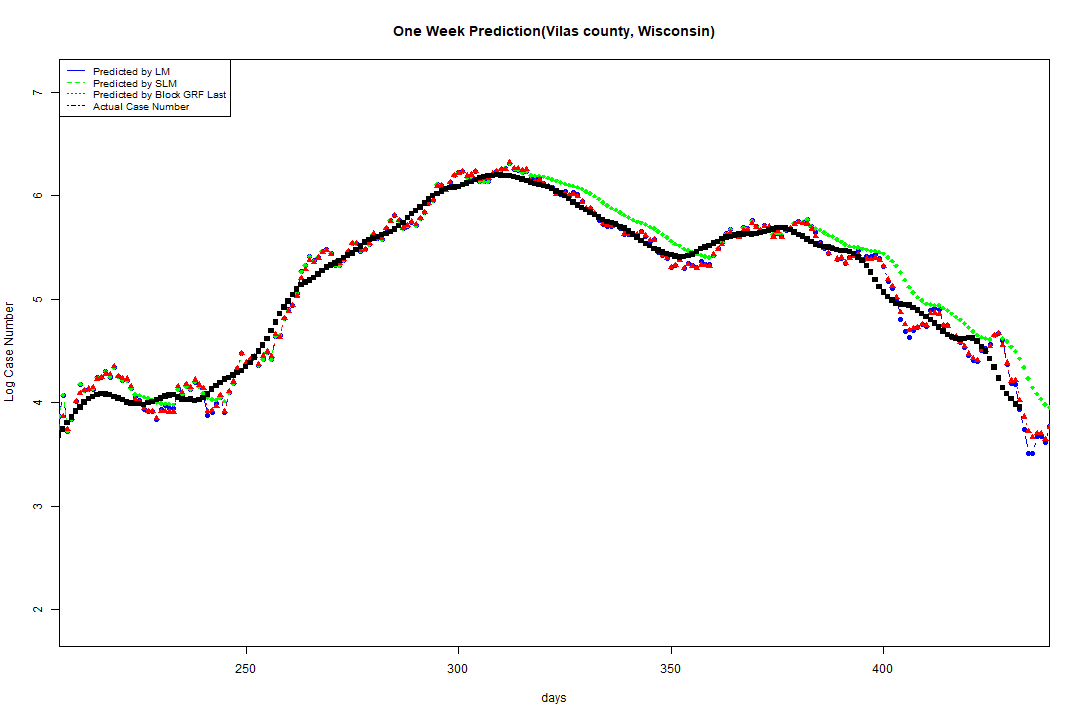 One Week Prediction(Vilas county, Wisconsin)
Predicted by LM
Predicted by SLM
Predicted by Block GRF Last
Actual Case Number
7
6
5
4
3
2
Log Case Number
250 300 350 400
days